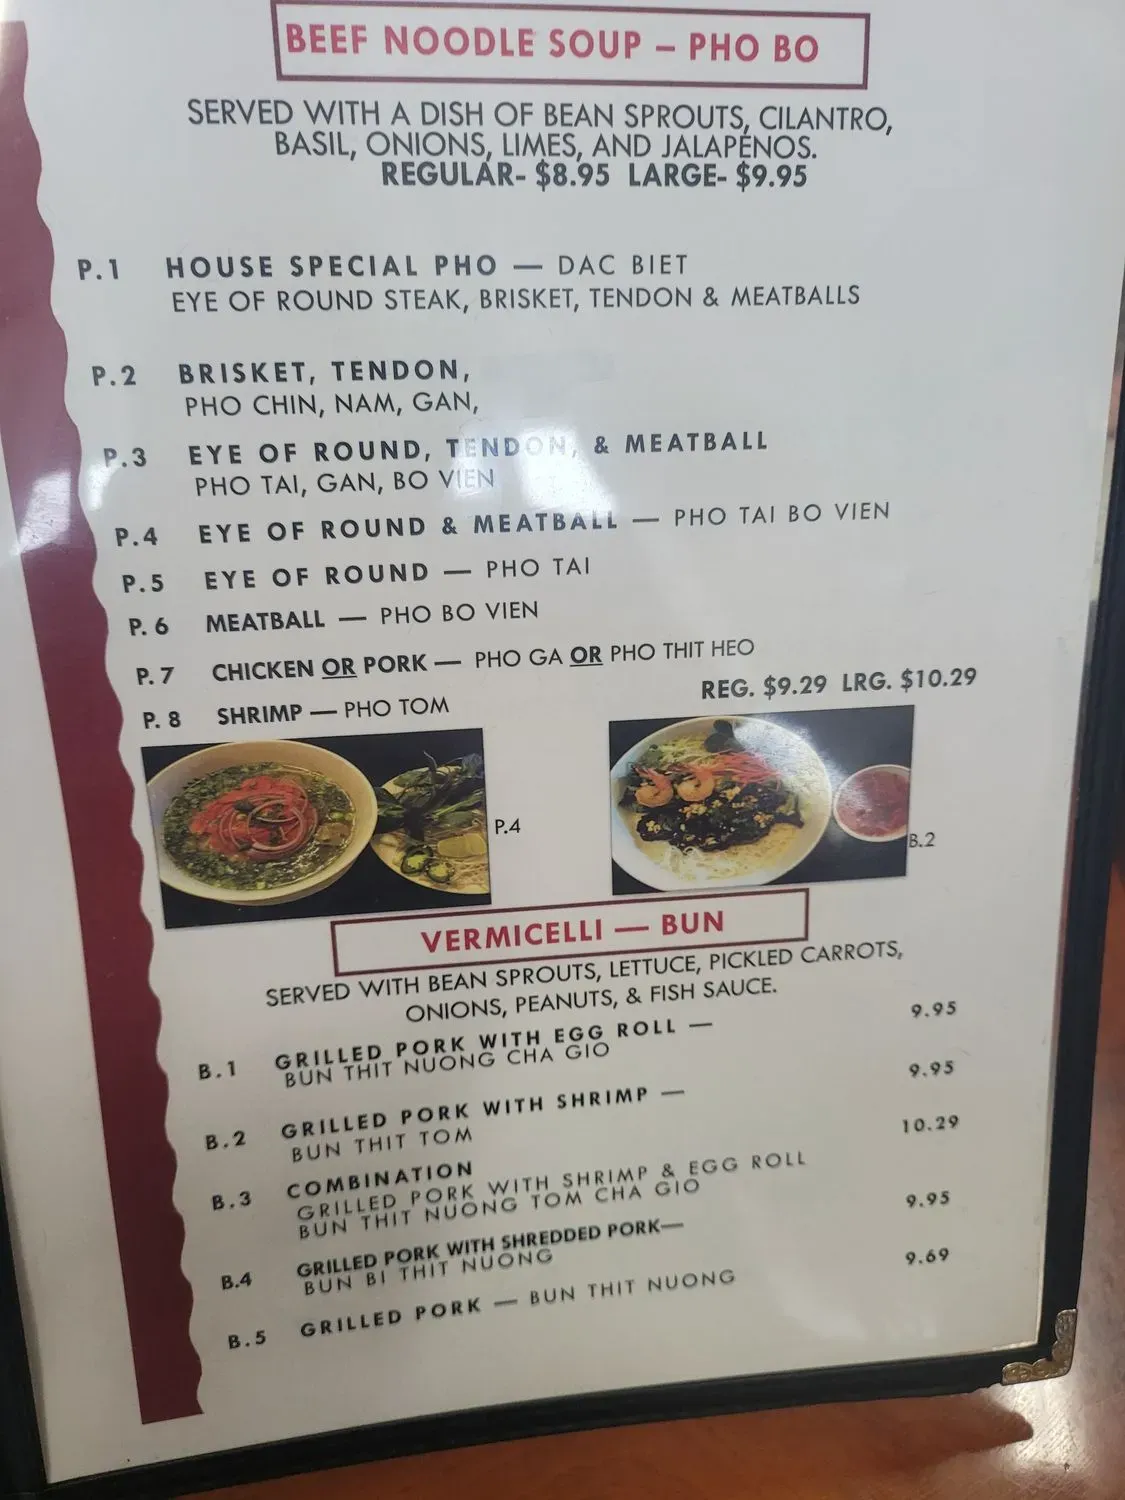 BEEF NOODLE SOUP – PHO BO
SERVED WITH A DISH OF BEAN SPROUTS, CILANTRO,
BASIL, ONIONS, LIMES, AND JALAPENOS.
REGULAR- $8.95 LARGE- $9.95
P.1 HOUSE SPECIAL PHO — DAC BIET
EYE OF ROUND STEAK, BRISKET, TENDON & MEATBALLS
P.2 BRISKET, TENDON,
PHO CHIN, NAM, GAN,
P.3 EYE OF ROUND, TENDON, & MEATBALL
PHO TAI, GAN, BO VIEN
P.4 EYE OF ROUND & MEATBALL — PHO TAI BO VIEN
P.5 EYE OF ROUND — PHO TAI
P. 6 MEATBALL — PHO BO VIEN
P. 7 CHICKEN OR PORK — PHO GA OR PHO THIT HEO
P. 8 SHRIMP — PHO TOM REG. $9.29 LRG. $10.29
P.4
B.2
VERMICELLI — BUN
SERVED WITH BEAN SPROUTS, LETTUCE, PICKLED CARROTS,
ONIONS, PEANUTS, & FISH SAUCE.
B.1 GRILLED PORK WITH EGG ROLL — 9.95
BUN THIT NUONG CHA GIO
B.2 GRILLED PORK WITH SHRIMP — 9.95
BUN THIT TOM
B.3 COMBINATION 10.29
GRILLED PORK WITH SHRIMP & EGG ROLL
BUN THIT NUONG TOM CHA GIO
B.4 GRILLED PORK WITH SHREDDED PORK— 9.95
BUN BI THIT NUONG
B.5 GRILLED PORK — BUN THIT NUONG 9.69